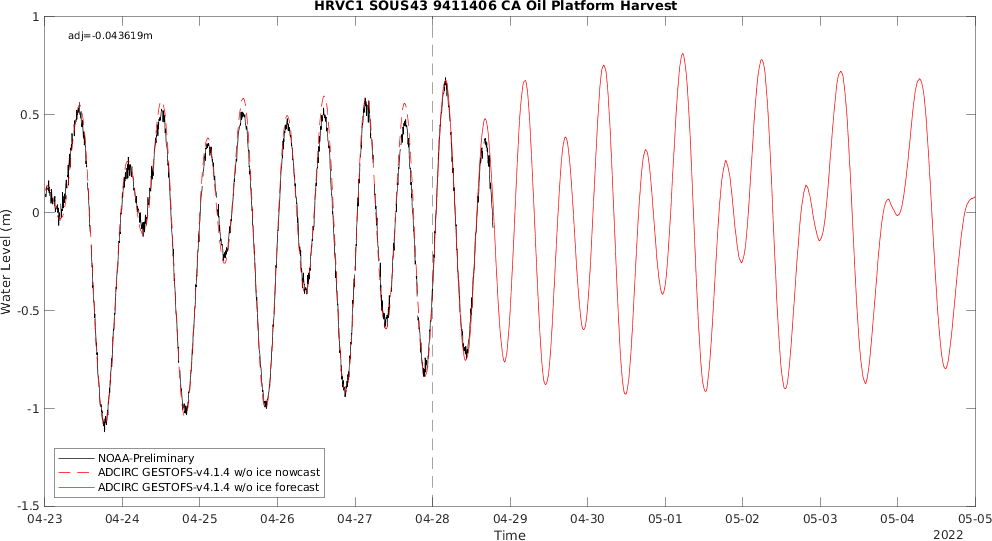 HRVC1 SOUS43 9411406 CA Oil Platform Harvest
adj=-0.043619m
1
0.5
0
-0.5
-1
-1.5
Water Level (m)
NOAA-Preliminary
ADCIRC GESTOFS-v4.1.4 w/o ice nowcast
ADCIRC GESTOFS-v4.1.4 w/o ice forecast
04-23 04-24 04-25 04-26 04-27 04-28 04-29 04-30 05-01 05-02 05-03 05-04 05-05
Time
2022